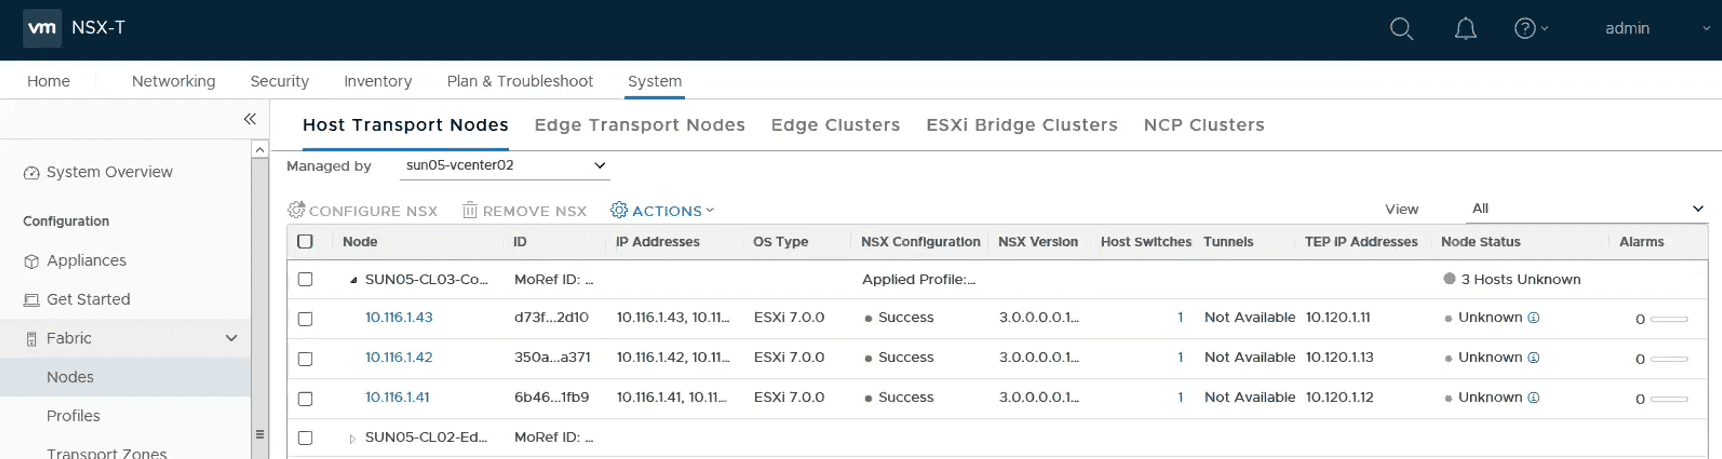 vm NSX-T admin
Home Networking Security Inventory Plan & Troubleshoot System
Host Transport Nodes Edge Transport Nodes Edge Clusters ESXi Bridge Clusters NCP Clusters
Managed by sun05-vcenter02
System Overview
Configuration
Appliances
Get Started
Fabric
Nodes
Profiles
Transport Zones
CONFIGURE NSX REMOVE NSX ACTIONS View All
Node ID IP Addresses OS Type NSX Configuration NSX Version Host Switches Tunnels TEP IP Addresses Node Status Alarms
SUN05-CL03-Co... MoRef ID: ... Applied Profile:... 3 Hosts Unknown
10.116.1.43 d73f...2d10 10.116.1.43, 10.11... ESXi 7.0.0 Success 3.0.0.0.0.1... 1 Not Available 10.120.1.11 Unknown 0
10.116.1.42 350a...a371 10.116.1.42, 10.11... ESXi 7.0.0 Success 3.0.0.0.0.1... 1 Not Available 10.120.1.13 Unknown 0
10.116.1.41 6b46...1fb9 10.116.1.41, 10.11... ESXi 7.0.0 Success 3.0.0.0.0.1... 1 Not Available 10.120.1.12 Unknown 0
SUN05-CL02-Ed... MoRef ID: ...